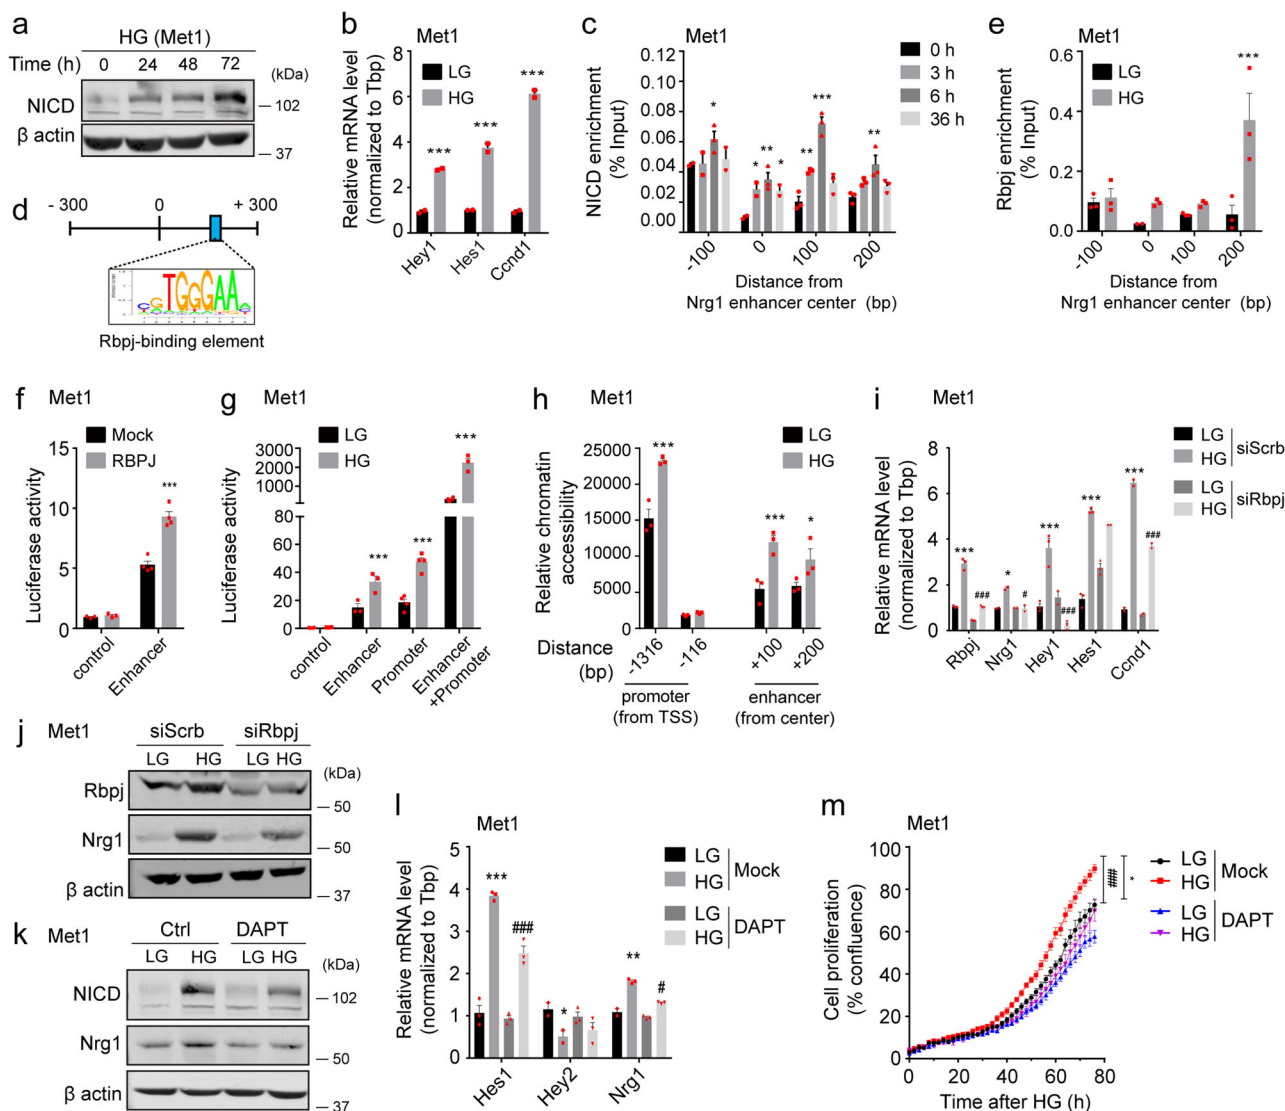 a
HG (Met1)
Time (h) 0 24 48 72
(kDa)
NICD
102
β actin
37
b
Met1
LG
HG
Relative mRNA level
(normalized to Tbp)
8
6
4
2
0
***
***
***
Hey1
Hes1
Ccnd1
c
Met1
0 h
3 h
6 h
36 h
NICD enrichment
(% Input)
0.12
0.10
0.08
0.06
0.04
0.02
0.00
*
*
**
*
**
***
**
-100
0
100
200
Distance from
Nrg1 enhancer center (bp)
d
- 300
0
+ 300
TGGGAA
Rbpj-binding element
e
Met1
LG
HG
Rbpj enrichment
(% Input)
0.6
0.4
0.2
0.0
***
-100
0
100
200
Distance from
Nrg1 enhancer center (bp)
f
Met1
Mock
RBPJ
Luciferase activity
15
10
5
0
***
control
Enhancer
g
Met1
LG
HG
Luciferase activity
3000
2000
1000
80
60
40
20
0
***
***
***
control
Enhancer
Promoter
Enhancer
+Promoter
h
Met1
LG
HG
Relative chromatin
accessibility
25000
20000
15000
10000
5000
0
***
***
*
Distance
(bp)
-1316
-116
+100
+200
promoter
(from TSS)
enhancer
(from center)
i
Met1
LG
HG
siScrb
LG
HG
siRbpj
Relative mRNA level
(normalized to Tbp)
8
6
4
2
0
***
###
*
#
***
###
***
***
###
Rbpj
Nrg1
Hey1
Hes1
Ccnd1
j
Met1
siScrb siRbpj
LG HG LG HG
(kDa)
Rbpj
50
Nrg1
50
β actin
37
k
Met1
Ctrl DAPT
LG HG LG HG
(kDa)
NICD
102
Nrg1
50
β actin
37
l
Met1
LG
HG
Mock
LG
HG
DAPT
Relative mRNA level
(normalized to Tbp)
5
4
3
2
1
0
***
###
*
**
#
Hes1
Hey2
Nrg1
m
Met1
LG
HG
Mock
LG
HG
DAPT
Cell proliferation
(% confluence)
100
80
60
40
20
0
*
0 20 40 60 80
Time after HG (h)